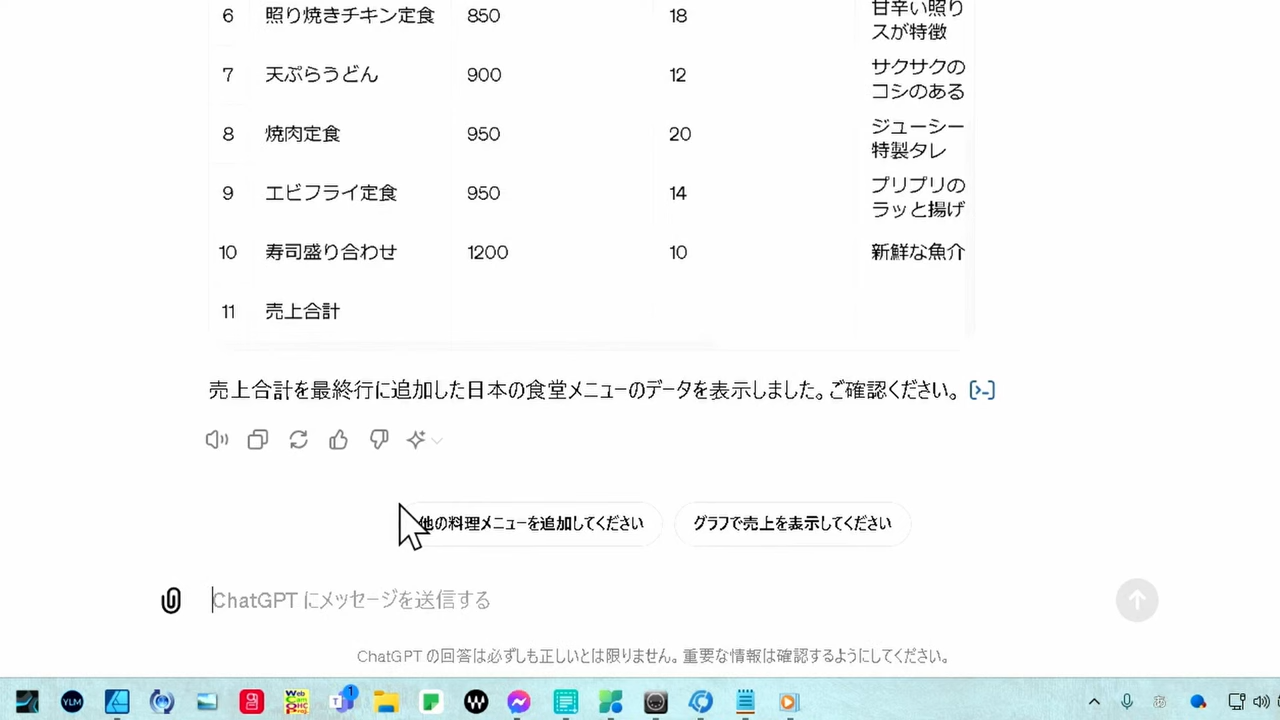 6 照り焼きチキン定食 850 18 甘辛い照り
スが特徴
7 天ぷらうどん 900 12 サクサクの
コシのある
8 焼肉定食 950 20 ジューシー
特製タレ
9 エビフライ定食 950 14 プリプリの
ラッと揚げ
10 寿司盛り合わせ 1200 10 新鮮な魚介
11 売上合計
売上合計を最終行に追加した日本の食堂メニューのデータを表示しました。ご確認ください。 [>-]
他の料理メニューを追加してください グラフで売上を表示してください
ChatGPT にメッセージを送信する
ChatGPT の回答は必ずしも正しいとは限りません。重要な情報は確認するようにしてください。
YLM Web Cam HC Pro T 1 W あ